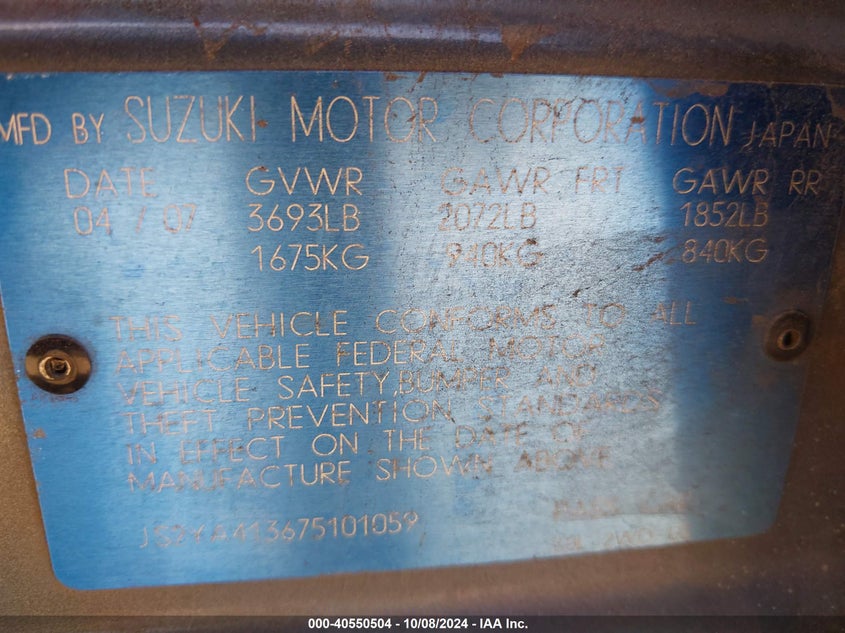 MFD BY SUZUKI MOTOR CORPORATION JAPAN
DATE GVWR GAWR FRT GAWR RR
04 / 07 3693LB 2072LB 1852LB
1675KG 940KG 840KG
THIS VEHICLE CONFORMS TO ALL
APPLICABLE FEDERAL MOTOR
VEHICLE SAFETY,BUMPER AND
THEFT PREVENTION STANDARDS
IN EFFECT ON THE DATE OF
MANUFACTURE SHOWN ABOVE
JS2YA413675101059
000-40550504 | 10/08/2024 - IAA Inc.